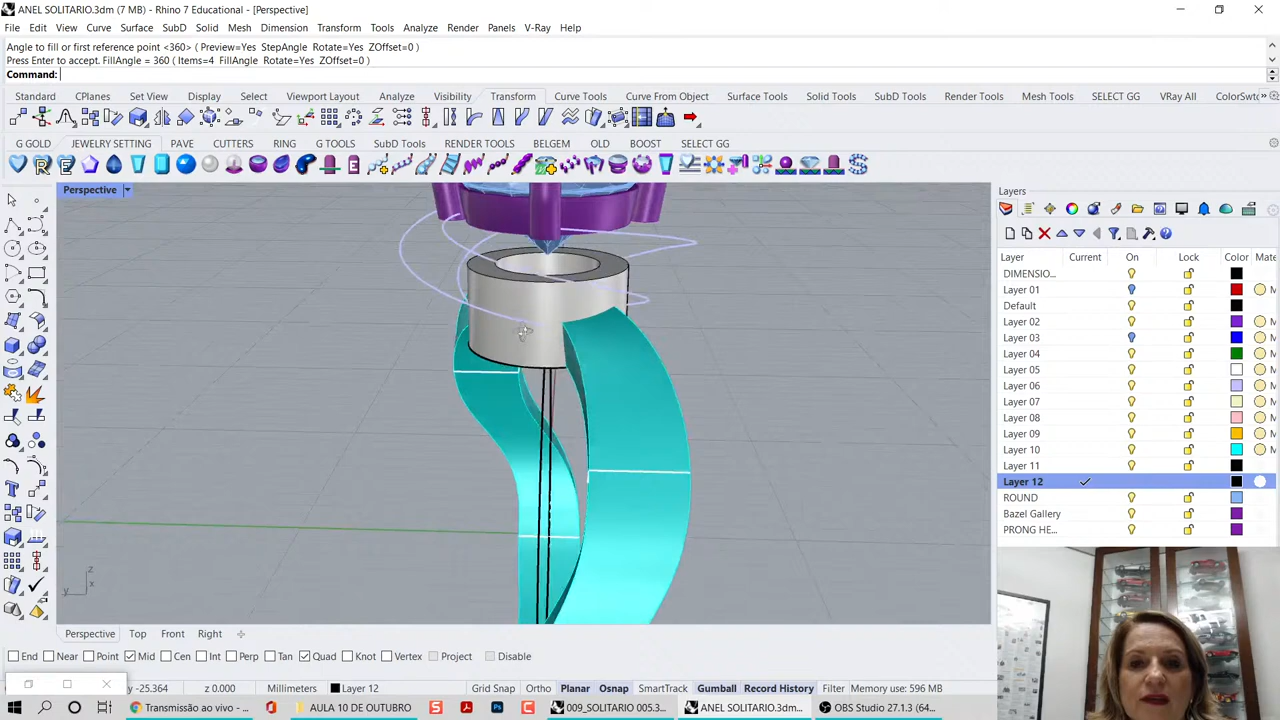 ANEL SOLITARIO.3dm (7 MB) - Rhino 7 Educational - [Perspective]
File Edit View Curve Surface SubD Solid Mesh Dimension Transform Tools Analyze Render Panels V-Ray Help
Angle to fill or first reference point <360> ( Preview=Yes StepAngle Rotate=Yes ZOffset=0 )
Press Enter to accept. FillAngle = 360 ( Items=4 FillAngle Rotate=Yes ZOffset=0 )
Command:
Standard CPlanes Set View Display Select Viewport Layout Analyze Visibility Transform Curve Tools Curve From Object Surface Tools Solid Tools SubD Tools Render Tools Mesh Tools SELECT GG VRay All ColorSwtc
G GOLD JEWELRY SETTING PAVE CUTTERS RING G TOOLS SubD Tools RENDER TOOLS BELGEM OLD BOOST SELECT GG
Perspective
Layers
Layer Current On Lock Color Mate
DIMENSIO...
Layer 01 M
Default
Layer 02 M
Layer 03 M
Layer 04 M
Layer 05 M
Layer 06 M
Layer 07 M
Layer 08 M
Layer 09 M
Layer 10 M
Layer 11
Layer 12
ROUND
Bazel Gallery
PRONG HE...
z
y x
Perspective Top Front Right
End Near Point Mid Cen Int Perp Tan Quad Knot Vertex Project Disable
y -25.364 z 0.000 Millimeters Layer 12 Grid Snap Ortho Planar Osnap SmartTrack Gumball Record History Filter Memory use: 596 MB
Transmissão ao vivo - ... AULA 10 DE OUTUBRO 009_SOLITARIO 005.3... ANEL SOLITARIO.3dm... OBS Studio 27.1.3 (64...